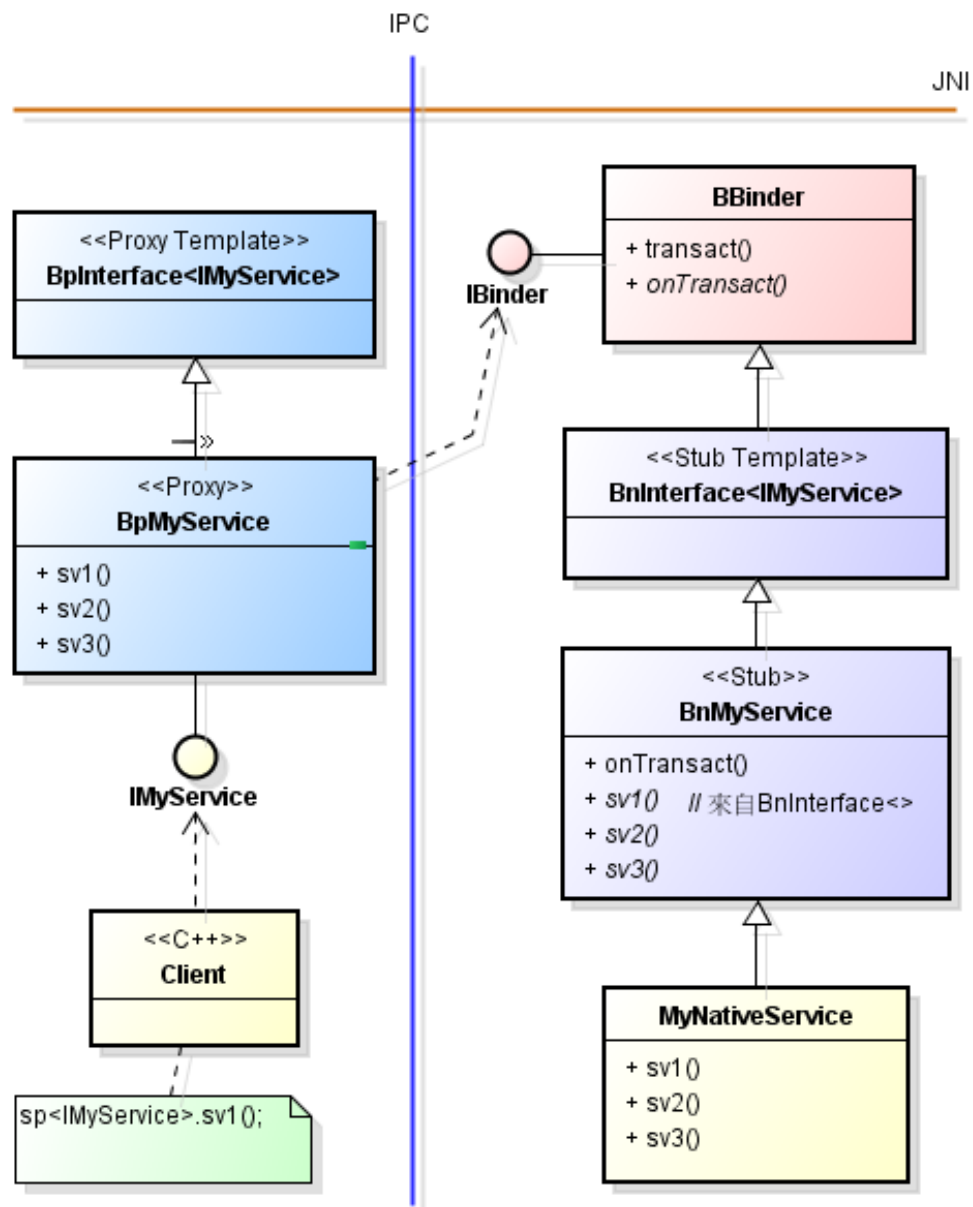 IPC
JNI
<<Proxy Template>>
BpInterface<IMyService>
<<Proxy>>
BpMyService
+ sv1()
+ sv2()
+ sv3()
IMyService
<<C++>>
Client
sp<IMyService>.sv1();
IBinder
BBinder
+ transact()
+ onTransact()
<<Stub Template>>
BnInterface<IMyService>
<<Stub>>
BnMyService
+ onTransact()
+ sv1() // 來自BnInterface<>
+ sv2()
+ sv3()
MyNativeService
+ sv1()
+ sv2()
+ sv3()